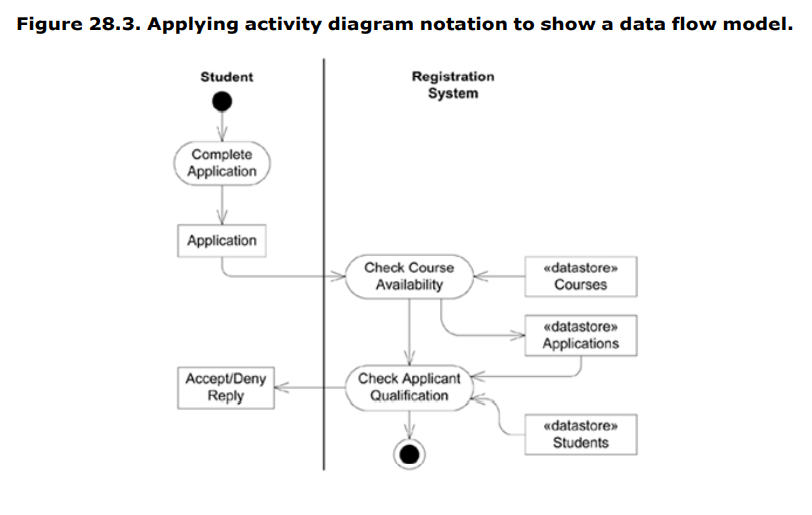 Figure 28.3. Applying activity diagram notation to show a data flow model.
Student
Registration
System
Complete
Application
Application
Check Course
Availability
«datastore»
Courses
«datastore»
Applications
Accept/Deny
Reply
Check Applicant
Qualification
«datastore»
Students